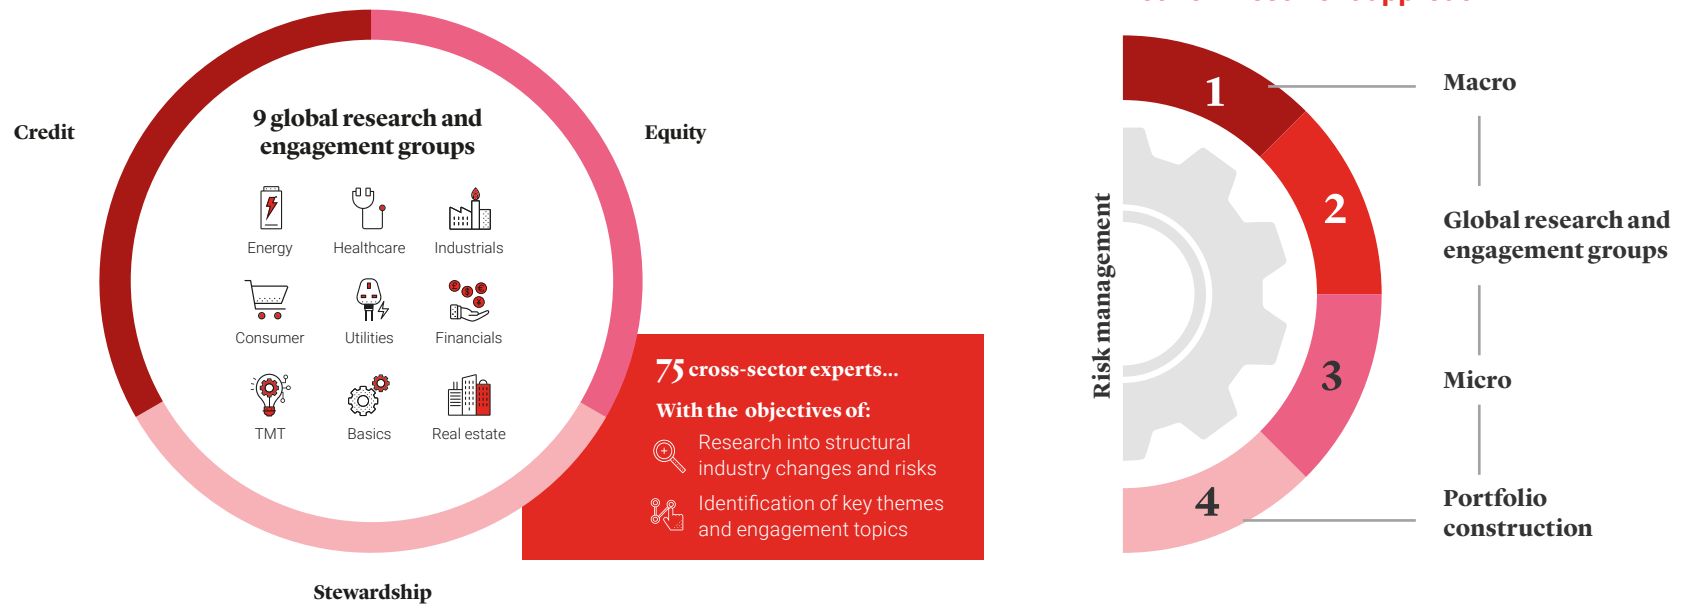 Credit
Equity
Stewardship
9 global research and
engagement groups
Energy
Healthcare
Industrials
Consumer
Utilities
Financials
TMT
Basics
Real estate
75 cross-sector experts...
With the objectives of:
Research into structural
industry changes and risks
Identification of key themes
and engagement topics
Risk management
1
2
3
4
Macro
Global research and
engagement groups
Micro
Portfolio
construction